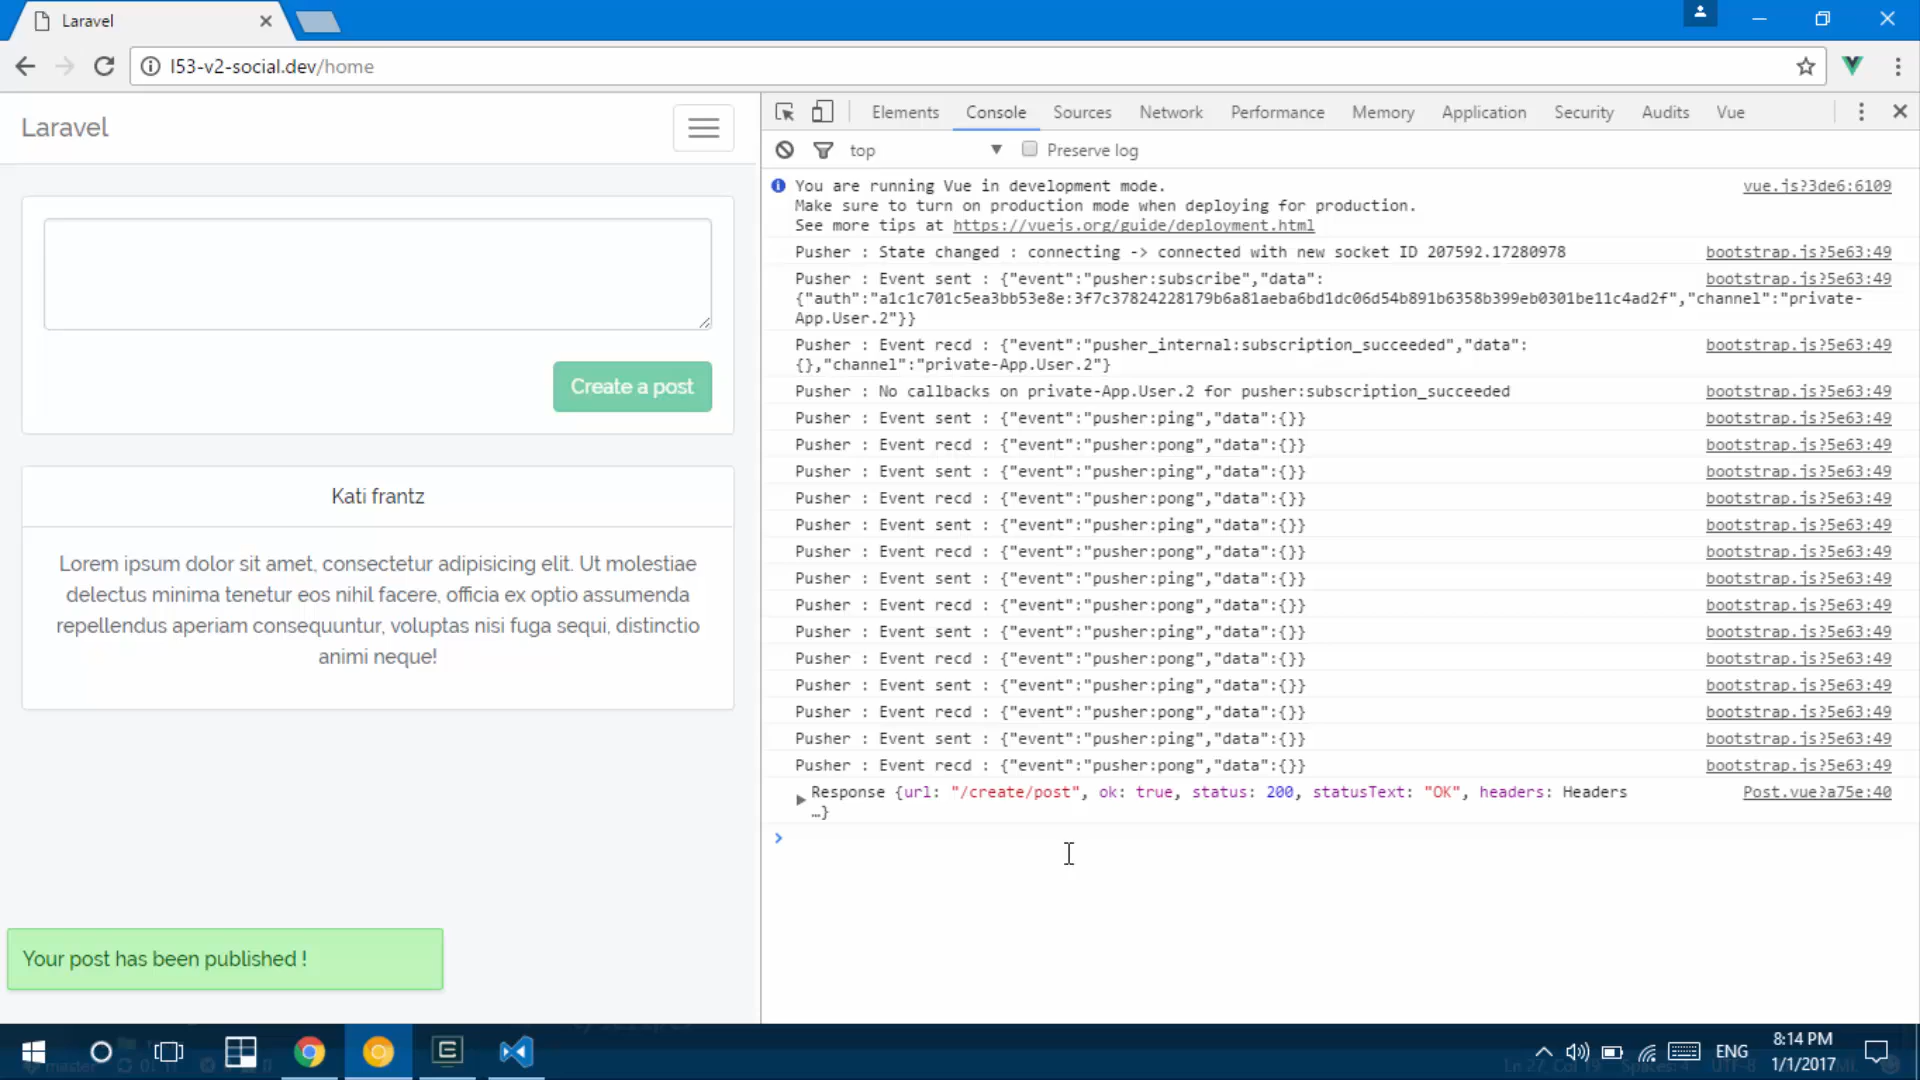 Laravel
l53-v2-social.dev/home
Laravel
Create a post
Kati frantz
Lorem ipsum dolor sit amet, consectetur adipisicing elit. Ut molestiae
delectus minima tenetur eos nihil facere, officia ex optio assumenda
repellendus aperiam consequuntur, voluptas nisi fuga sequi, distinctio
animi neque!
Your post has been published !
Elements Console Sources Network Performance Memory Application Security Audits Vue
top Preserve log
You are running Vue in development mode. vue.js?3de6:6109
Make sure to turn on production mode when deploying for production.
See more tips at https://vuejs.org/guide/deployment.html
Pusher : State changed : connecting -> connected with new socket ID 207592.17280978 bootstrap.js?5e63:49
Pusher : Event sent : {"event":"pusher:subscribe","data": bootstrap.js?5e63:49
{"auth":"a1c1c701c5ea3bb53e8e:3f7c37824228179b6a81aeba6bd1dc06d54b891b6358b399eb0301be11c4ad2f","channel":"private-
App.User.2"}}
Pusher : Event recd : {"event":"pusher_internal:subscription_succeeded","data": bootstrap.js?5e63:49
{},"channel":"private-App.User.2"}
Pusher : No callbacks on private-App.User.2 for pusher:subscription_succeeded bootstrap.js?5e63:49
Pusher : Event sent : {"event":"pusher:ping","data":{}} bootstrap.js?5e63:49
Pusher : Event recd : {"event":"pusher:pong","data":{}} bootstrap.js?5e63:49
Pusher : Event sent : {"event":"pusher:ping","data":{}} bootstrap.js?5e63:49
Pusher : Event recd : {"event":"pusher:pong","data":{}} bootstrap.js?5e63:49
Pusher : Event sent : {"event":"pusher:ping","data":{}} bootstrap.js?5e63:49
Pusher : Event recd : {"event":"pusher:pong","data":{}} bootstrap.js?5e63:49
Pusher : Event sent : {"event":"pusher:ping","data":{}} bootstrap.js?5e63:49
Pusher : Event recd : {"event":"pusher:pong","data":{}} bootstrap.js?5e63:49
Pusher : Event sent : {"event":"pusher:ping","data":{}} bootstrap.js?5e63:49
Pusher : Event recd : {"event":"pusher:pong","data":{}} bootstrap.js?5e63:49
Pusher : Event sent : {"event":"pusher:ping","data":{}} bootstrap.js?5e63:49
Pusher : Event recd : {"event":"pusher:pong","data":{}} bootstrap.js?5e63:49
Pusher : Event sent : {"event":"pusher:ping","data":{}} bootstrap.js?5e63:49
Pusher : Event recd : {"event":"pusher:pong","data":{}} bootstrap.js?5e63:49
Response {url: "/create/post", ok: true, status: 200, statusText: "OK", headers: Headers Post.vue?a75e:40
…}
ENG
8:14 PM
1/1/2017